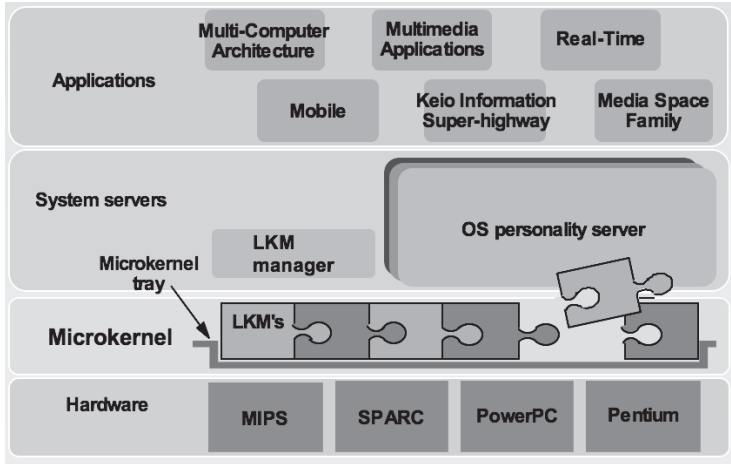 Multi-Computer
Architecture
Multimedia
Applications
Real-Time
Applications
Mobile
Keio Information
Super-highway
Media Space
Family
System servers
OS personality server
LKM
manager
Microkernel
tray
LKM's
Microkernel
Hardware
MIPS
SPARC
PowerPC
Pentium